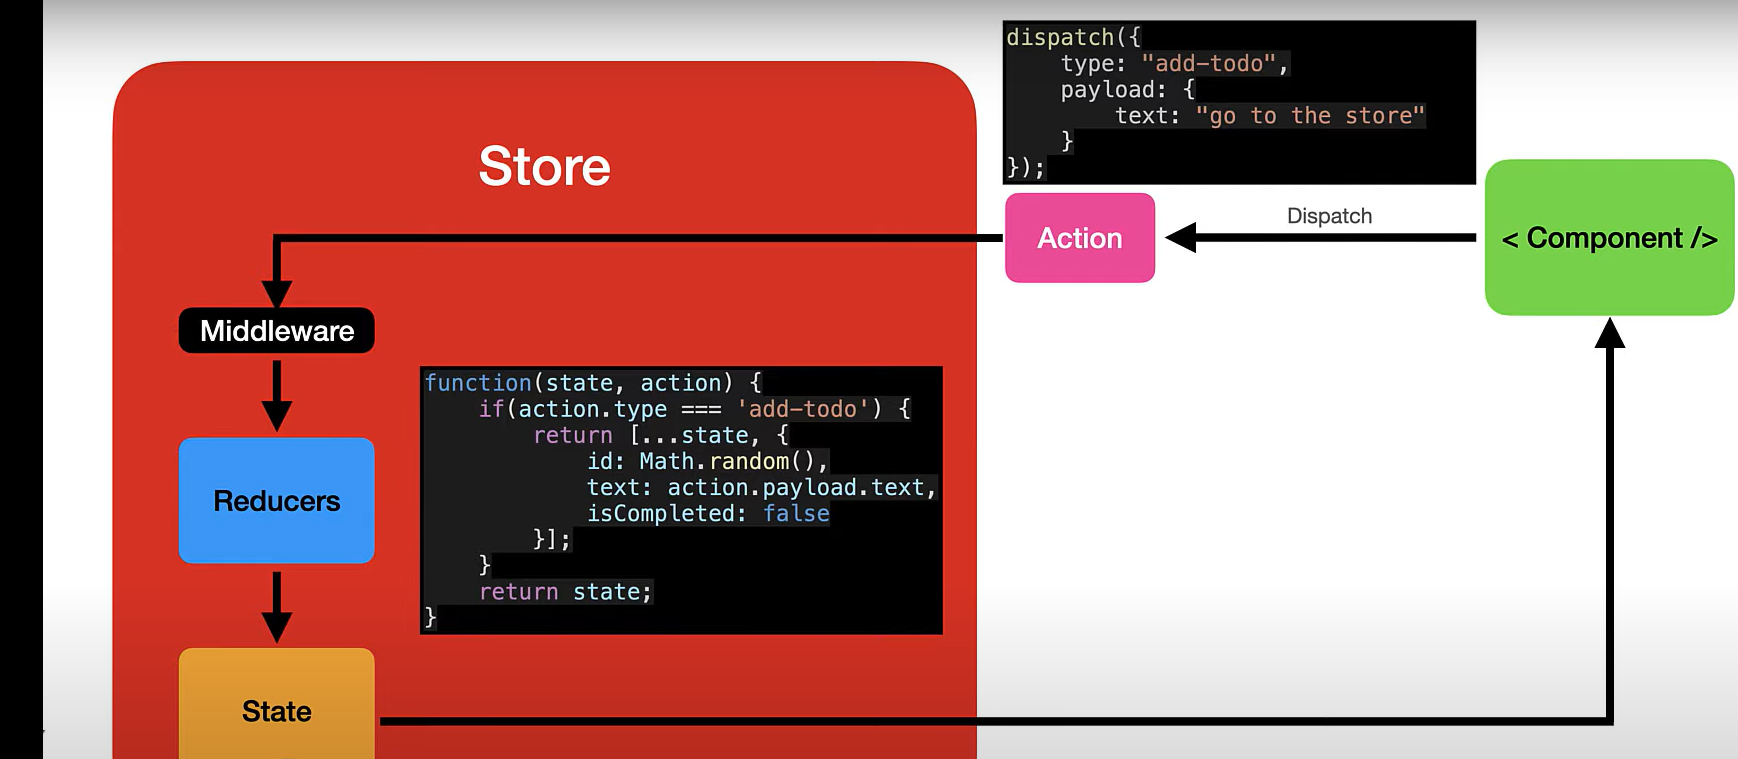 dispatch({
    type: "add-todo",
    payload: {
        text: "go to the store"
    }
});
Store
Dispatch
Action
< Component />
Middleware
function(state, action) {
    if(action.type === 'add-todo') {
        return [...state, {
            id: Math.random(),
            text: action.payload.text,
            isCompleted: false
        }];
    }
    return state;
}
Reducers
State